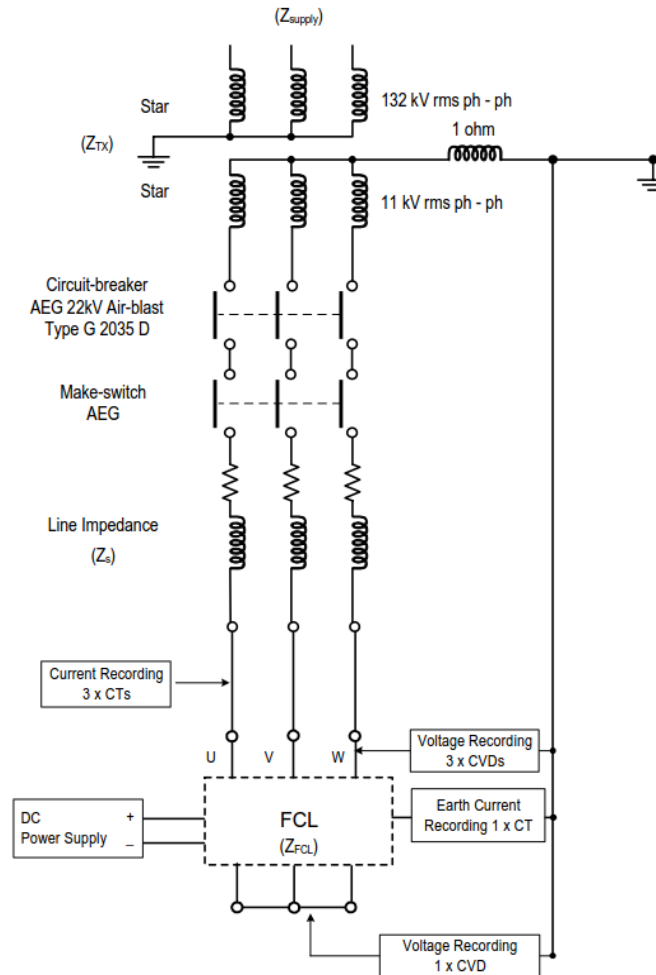 (Zsupply)
132 kV rms ph - ph
Star
1 ohm
(ZTX)
Star
11 kV rms ph - ph
Circuit-breaker
AEG 22kV Air-blast
Type G 2035 D
Make-switch
AEG
Line Impedance
(Zs)
Current Recording
3 x CTs
U V W
Voltage Recording
3 x CVDs
DC
Power Supply
+
–
FCL
(ZFCL)
Earth Current
Recording 1 x CT
Voltage Recording
1 x CVD